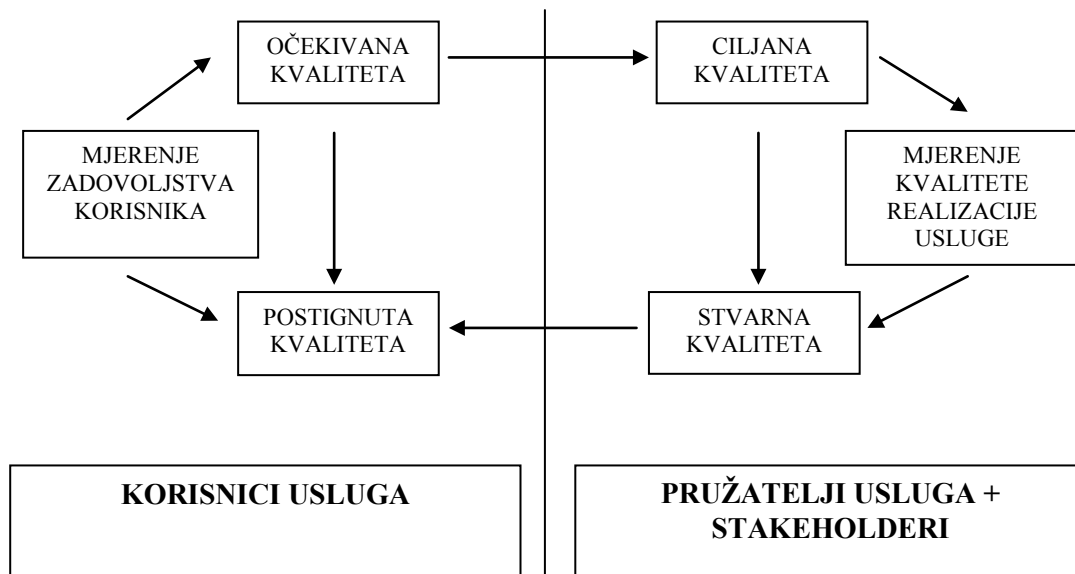 OČEKIVANA
KVALITETA
CILJANA
KVALITETA
MJERENJE
ZADOVOLJSTVA
KORISNIKA
MJERENJE
KVALITETE
REALIZACIJE
USLUGE
POSTIGNUTA
KVALITETA
STVARNA
KVALITETA
KORISNICI USLUGA
PRUŽATELJI USLUGA +
STAKEHOLDERI